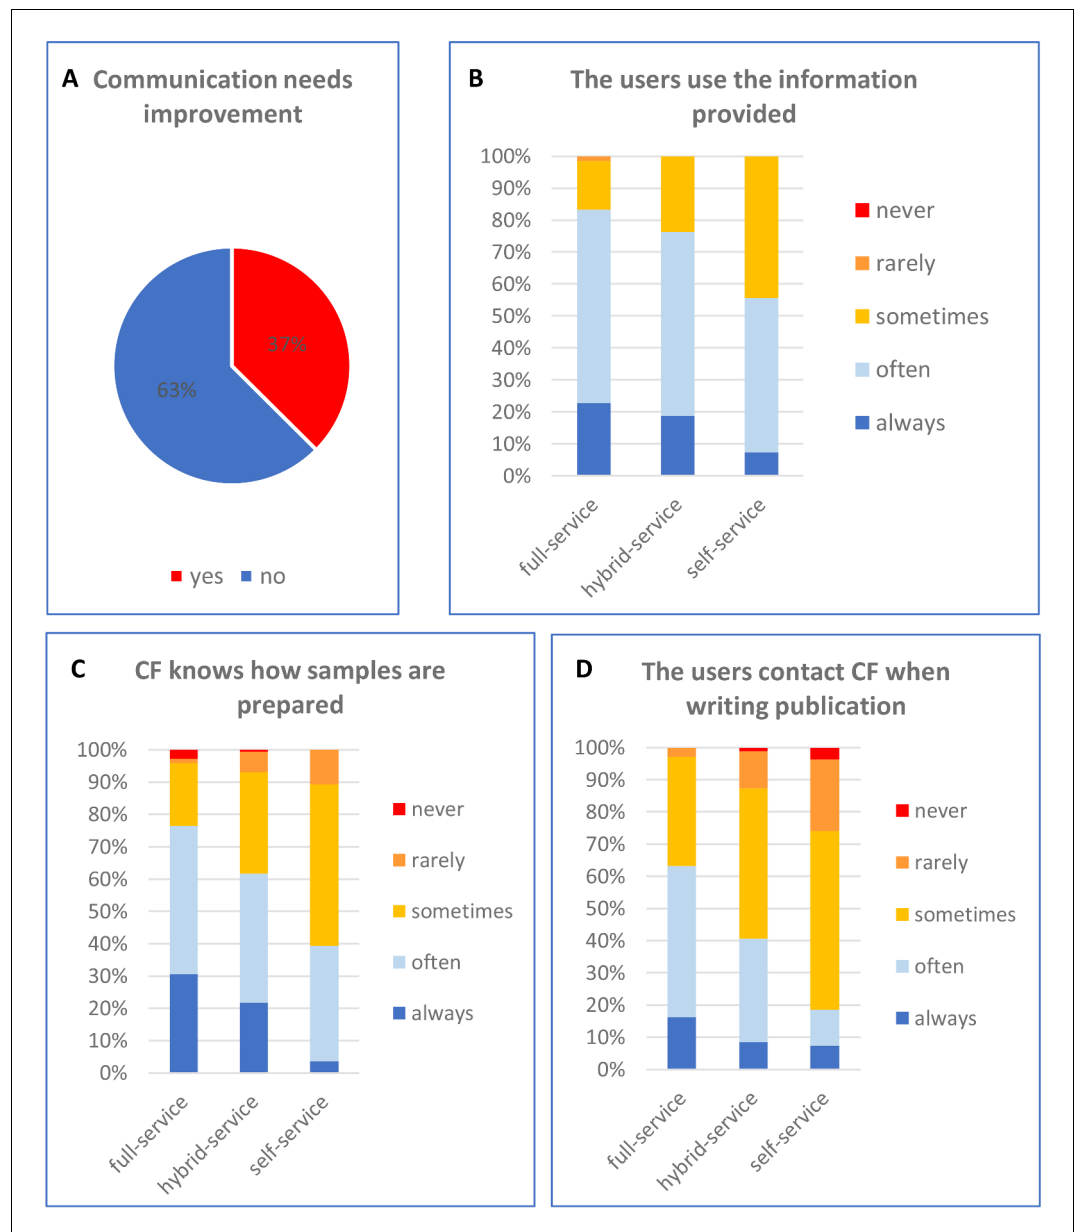 A Communication needs
improvement
37%
63%
yes no
B The users use the information
provided
100%
90%
80%
70%
60%
50%
40%
30%
20%
10%
0%
full-service
hybrid-service
self-service
never
rarely
sometimes
often
always
C CF knows how samples are
prepared
100%
90%
80%
70%
60%
50%
40%
30%
20%
10%
0%
full-service
hybrid-service
self-service
never
rarely
sometimes
often
always
D The users contact CF when
writing publication
100%
90%
80%
70%
60%
50%
40%
30%
20%
10%
0%
full-service
hybrid-service
self-service
never
rarely
sometimes
often
always